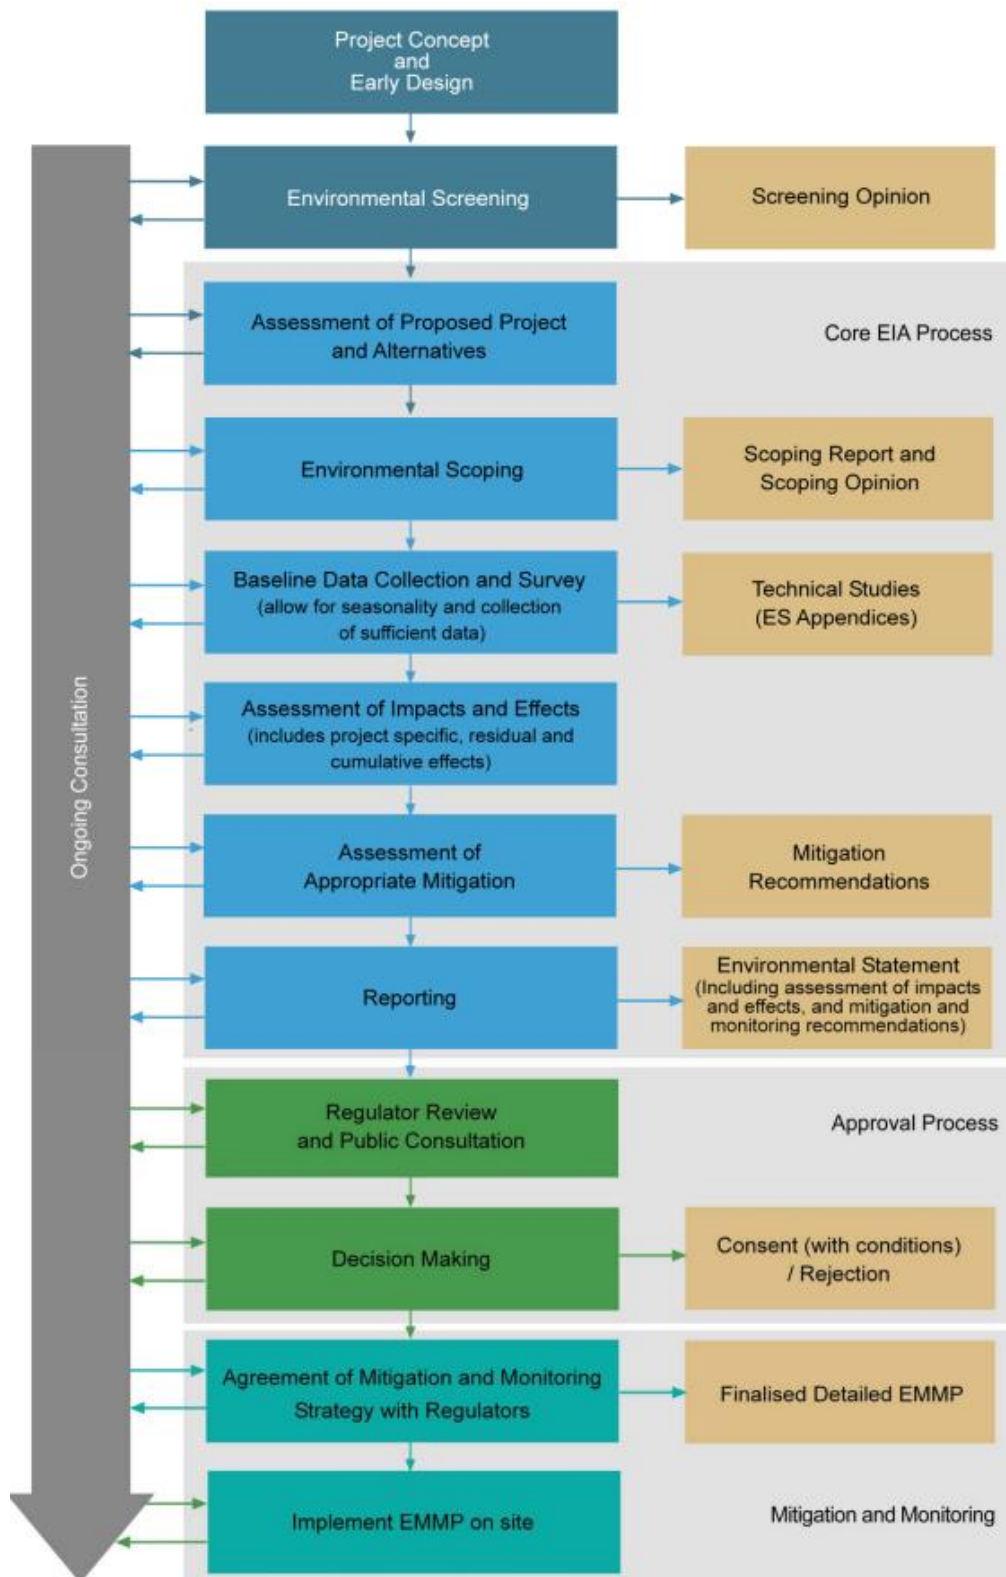 Project Concept
and
Early Design
Environmental Screening
Screening Opinion
Ongoing Consultation
Core EIA Process
Assessment of Proposed Project
and Alternatives
Environmental Scoping
Scoping Report and
Scoping Opinion
Baseline Data Collection and Survey
(allow for seasonality and collection
of sufficient data)
Technical Studies
(ES Appendices)
Assessment of Impacts and Effects
(includes project specific, residual and
cumulative effects)
Assessment of
Appropriate Mitigation
Mitigation
Recommendations
Reporting
Environmental Statement
(Including assessment of impacts
and effects, and mitigation and
monitoring recommendations)
Regulator Review
and Public Consultation
Approval Process
Decision Making
Consent (with conditions)
/ Rejection
Agreement of Mitigation and Monitoring
Strategy with Regulators
Finalised Detailed EMMP
Implement EMMP on site
Mitigation and Monitoring